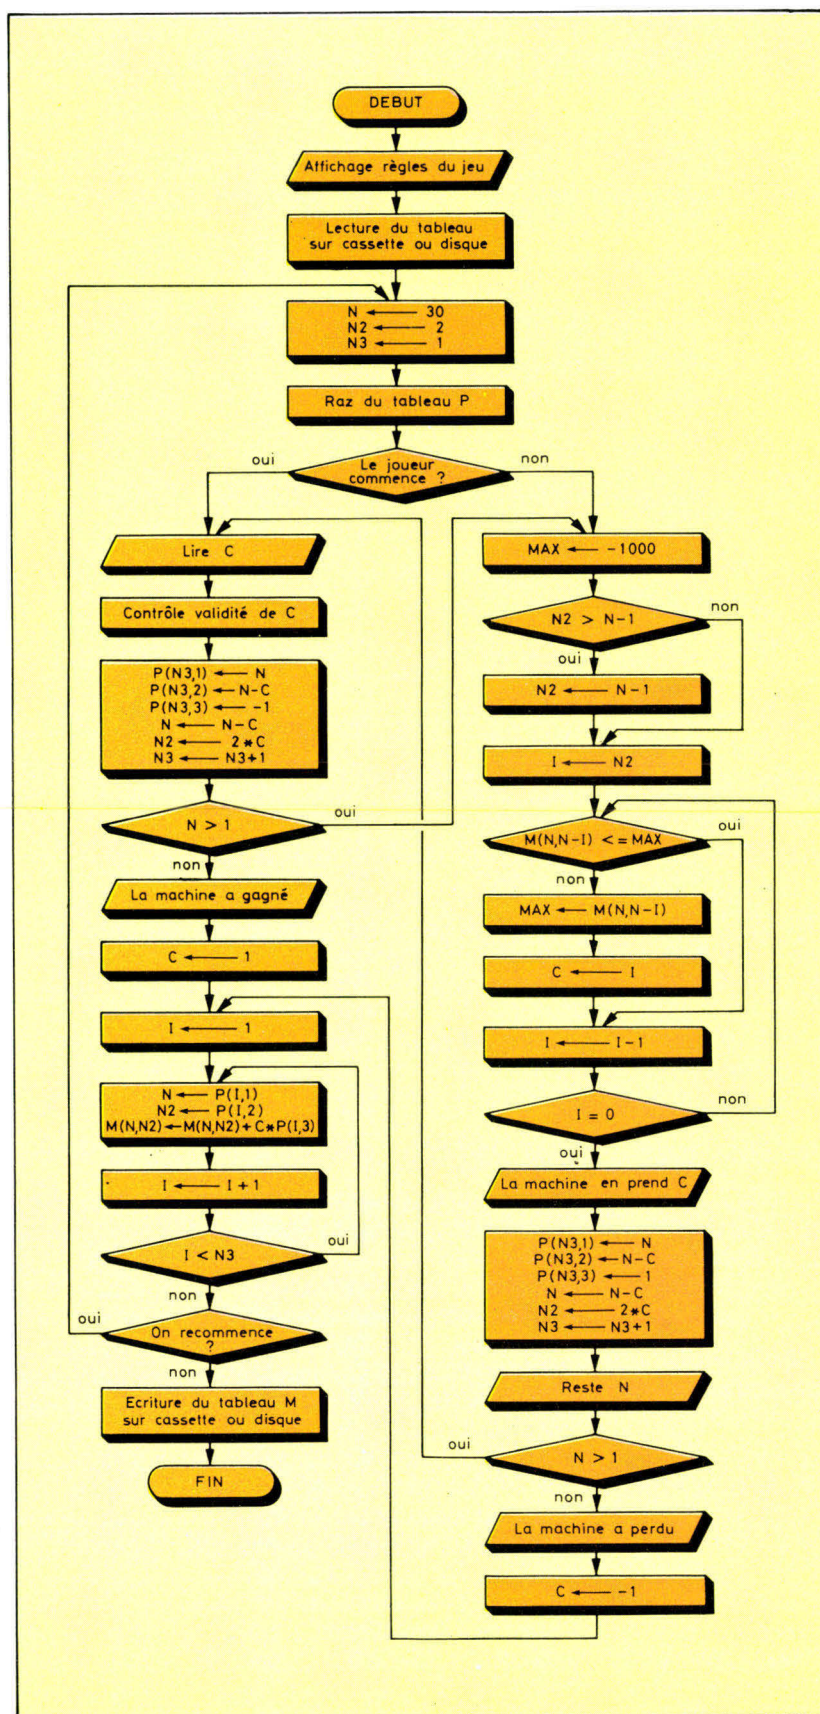 DEBUT
Affichage règles du jeu
Lecture du tableau
sur cassette ou disque
N ← 30
N2 ← 2
N3 ← 1
Raz du tableau P
Le joueur
commence ?
oui
non
Lire C
Contrôle validité de C
P(N3,1) ← N
P(N3,2) ← N-C
P(N3,3) ← -1
N ← N-C
N2 ← 2*C
N3 ← N3+1
N > 1
oui
non
La machine a gagné
C ← 1
I ← 1
N ← P(I,1)
N2 ← P(I,2)
M(N,N2) ← M(N,N2) + C*P(I,3)
I ← I+1
I < N3
oui
non
On recommence
?
oui
non
Ecriture du tableau M
sur cassette ou disque
FIN
MAX ← -1000
N2 > N-1
non
oui
N2 ← N-1
I ← N2
M(N,N-I) <= MAX
oui
non
MAX ← M(N,N-I)
C ← I
I ← I-1
I = 0
non
oui
La machine en prend C
P(N3,1) ← N
P(N3,2) ← N-C
P(N3,3) ← 1
N ← N-C
N2 ← 2*C
N3 ← N3+1
Reste N
N > 1
oui
non
La machine a perdu
C ← -1